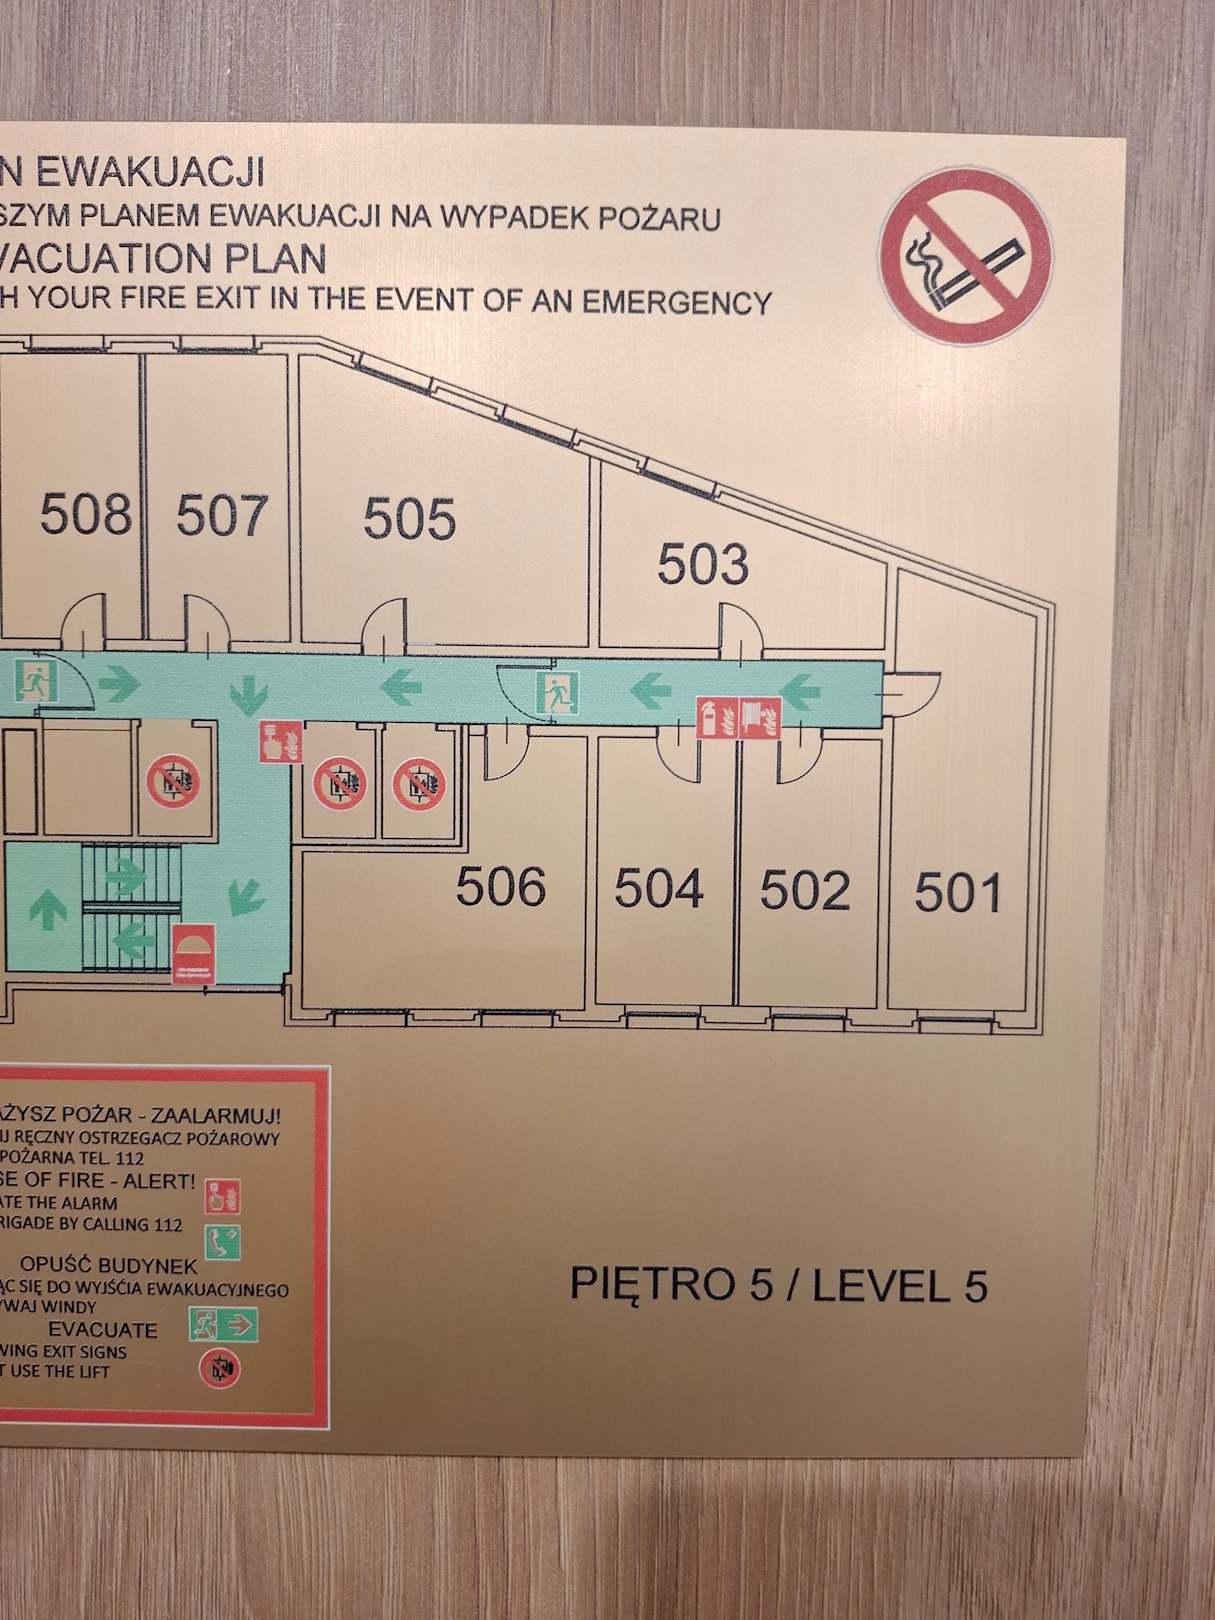 N EWAKUACJI
SZYM PLANEM EWAKUACJI NA WYPADEK POŻARU
VACUATION PLAN
H YOUR FIRE EXIT IN THE EVENT OF AN EMERGENCY
508
507
505
503
506
504
502
501
AŻYSZ POŻAR - ZAALARMUJ!
IJ RĘCZNY OSTRZEGACZ POŻAROWY
POŻARNA TEL. 112
SE OF FIRE - ALERT!
ATE THE ALARM
RIGADE BY CALLING 112
OPUŚĆ BUDYNEK
ĄC SIĘ DO WYJŚCIA EWAKUACYJNEGO
YWAJ WINDY
EVACUATE
WING EXIT SIGNS
T USE THE LIFT
PIĘTRO 5 / LEVEL 5